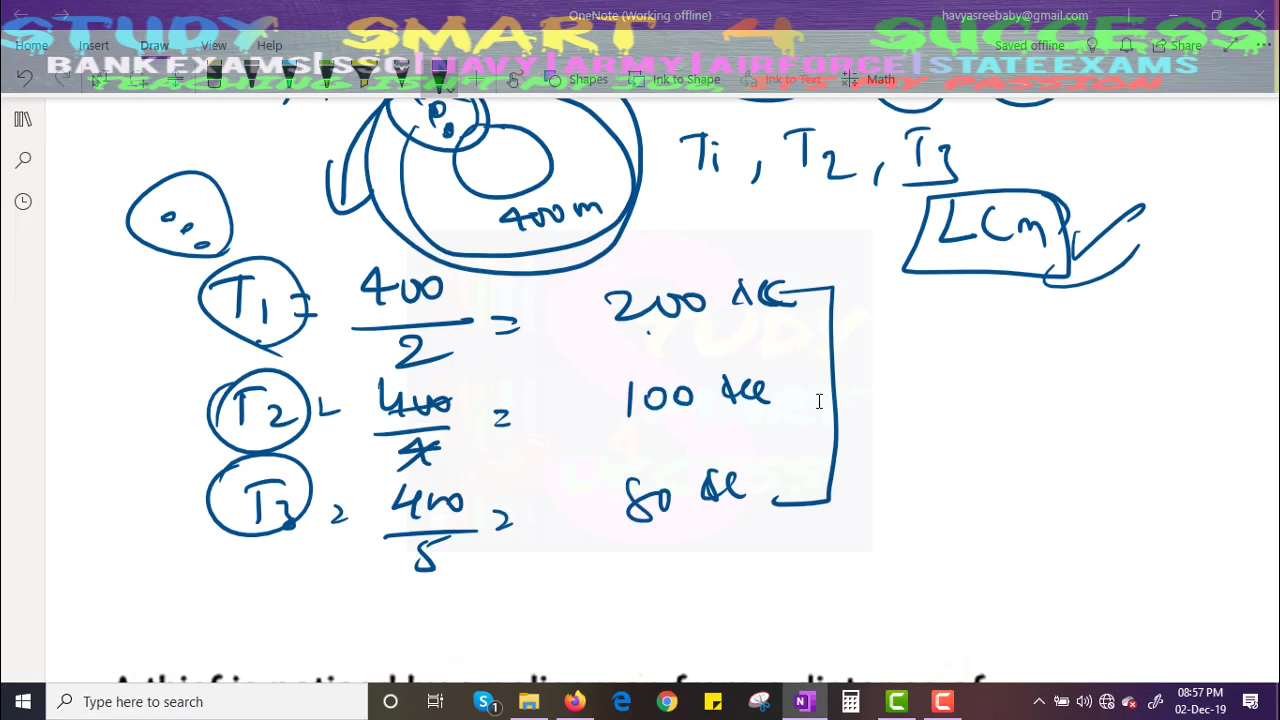 OneNote (Working offline)
havyasreebaby@gmail.com
STUDY SMART 4 SUCCESS
Home Insert Draw View Help
Saved offline
Share
BANK EXAMS|SSC|NAVY|ARMY|AIRFORCE|STATEEXAMS
Shapes Ink to Shape Ink to Text Math
T1, T2, T3
400 m
LCM
T1 = 400/2 = 200 sec
T2 = 400/4 = 100 sec
T3 = 400/5 = 80 sec
Type here to search
1
08:57 PM
02-Dec-19